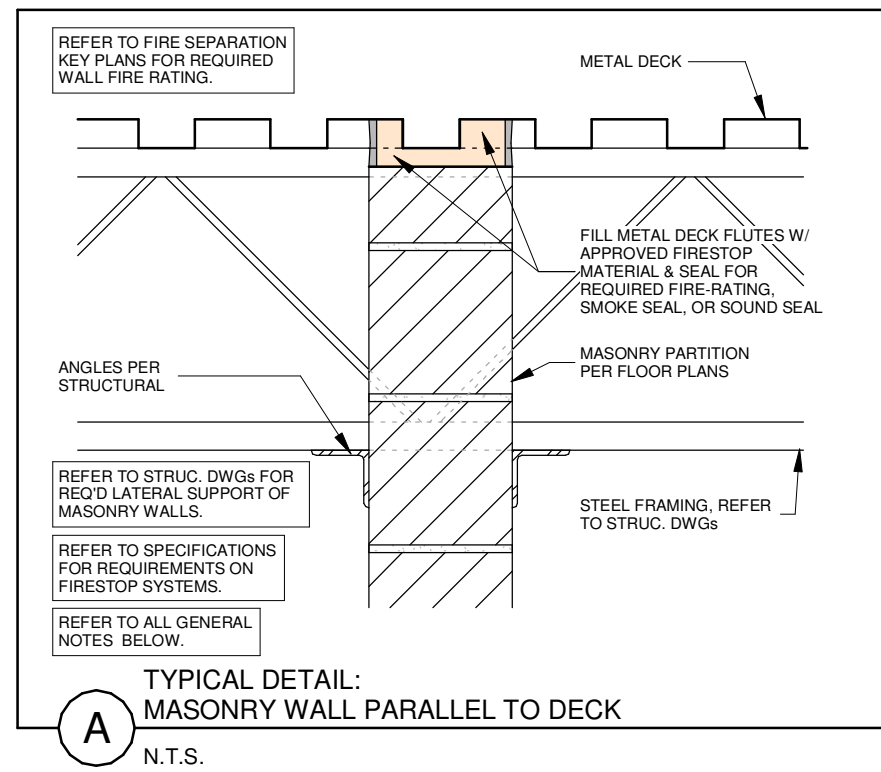 REFER TO FIRE SEPARATION
KEY PLANS FOR REQUIRED
WALL FIRE RATING.
METAL DECK
FILL METAL DECK FLUTES W/
APPROVED FIRESTOP
MATERIAL & SEAL FOR
REQUIRED FIRE-RATING,
SMOKE SEAL, OR SOUND SEAL
ANGLES PER
STRUCTURAL
MASONRY PARTITION
PER FLOOR PLANS
REFER TO STRUC. DWGs FOR
REQ'D LATERAL SUPPORT OF
MASONRY WALLS.
STEEL FRAMING, REFER
TO STRUC. DWGs
REFER TO SPECIFICATIONS
FOR REQUIREMENTS ON
FIRESTOP SYSTEMS.
REFER TO ALL GENERAL
NOTES BELOW.
TYPICAL DETAIL:
MASONRY WALL PARALLEL TO DECK
A
N.T.S.